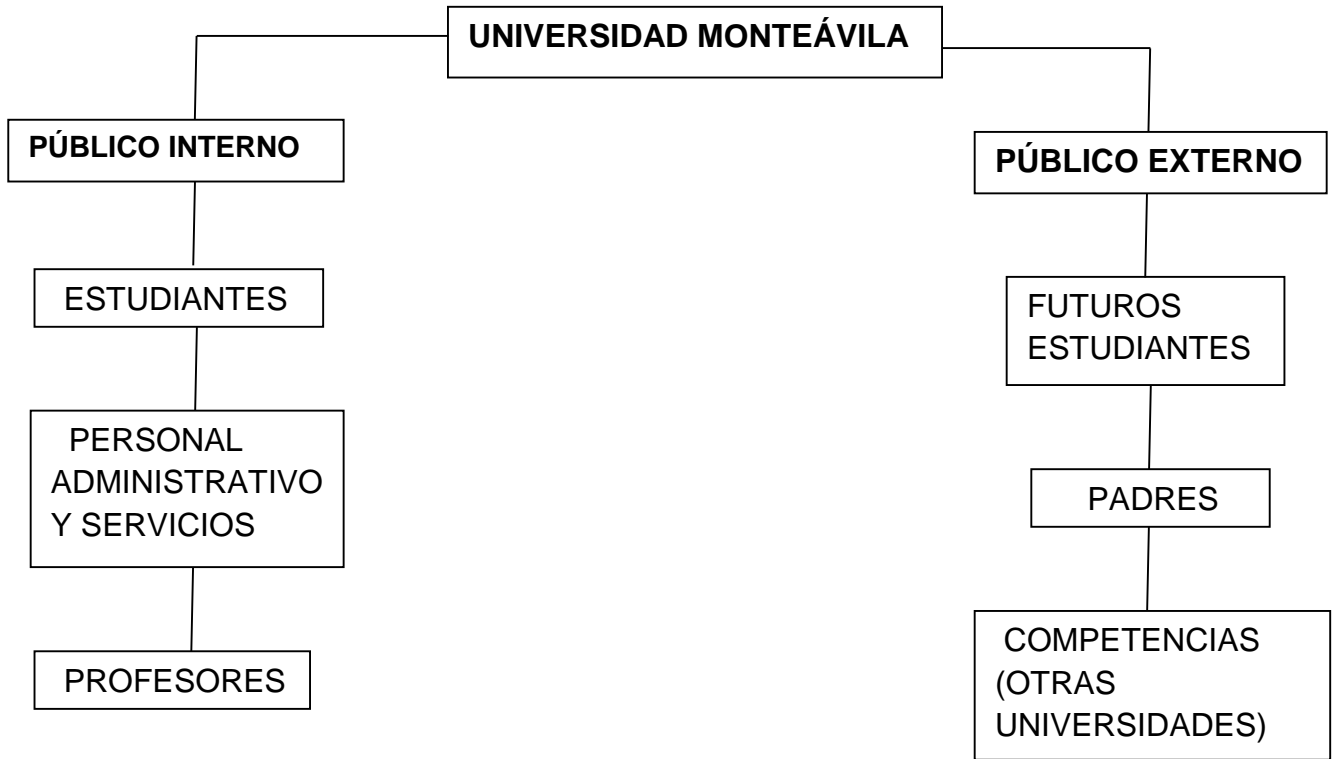 UNIVERSIDAD MONTEÁVILA
PÚBLICO INTERNO
ESTUDIANTES
PERSONAL
ADMINISTRATIVO
Y SERVICIOS
PROFESORES
PÚBLICO EXTERNO
FUTUROS
ESTUDIANTES
PADRES
COMPETENCIAS
(OTRAS
UNIVERSIDADES)